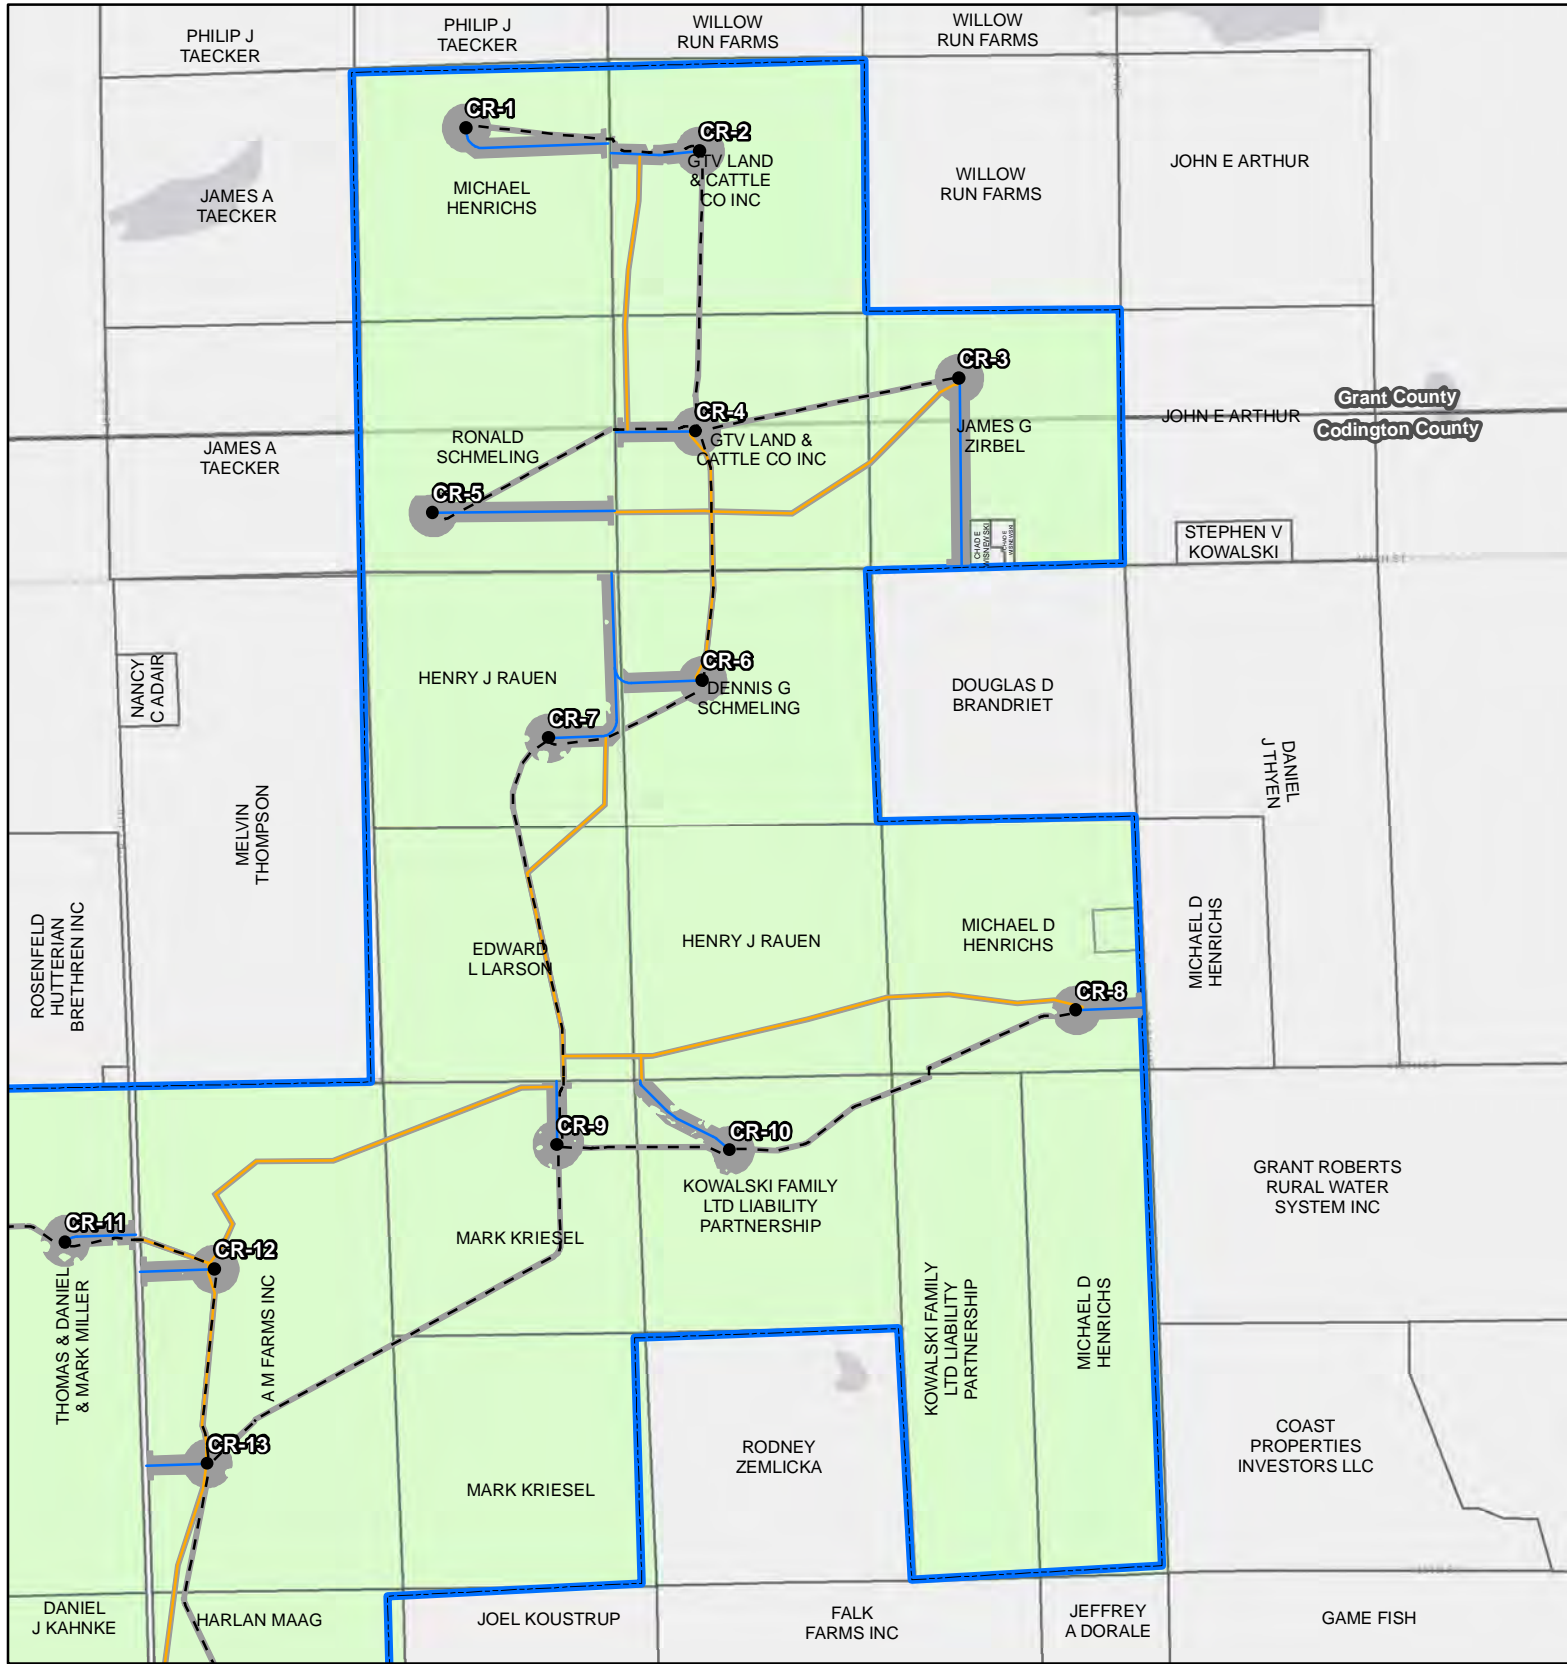 PHILIP J
TAECKER
PHILIP J
TAECKER
WILLOW
RUN FARMS
WILLOW
RUN FARMS
CR-1
CR-2
GTV LAND
& CATTLE
CO INC
JAMES A
TAECKER
MICHAEL
HENRICHS
WILLOW
RUN FARMS
JOHN E ARTHUR
CR-3
Grant County
JOHN E ARTHUR
Codington County
CR-4
GTV LAND &
CATTLE CO INC
JAMES G
ZIRBEL
JAMES A
TAECKER
RONALD
SCHMELING
CR-5
CHAD E
WISNEWSKI
CHAD E
WISNEWSKI
STEPHEN V
KOWALSKI
NANCY
C ADAIR
HENRY J RAUEN
CR-6
DENNIS G
SCHMELING
CR-7
DOUGLAS D
BRANDRIET
DANIEL
J THYEN
MELVIN
THOMPSON
ROSENFELD
HUTTERIAN
BRETHREN INC
EDWARD
L LARSON
HENRY J RAUEN
MICHAEL D
HENRICHS
MICHAEL D
HENRICHS
CR-8
CR-9
CR-10
KOWALSKI FAMILY
LTD LIABILITY
PARTNERSHIP
GRANT ROBERTS
RURAL WATER
SYSTEM INC
CR-11
CR-12
MARK KRIESEL
THOMAS & DANIEL
& MARK MILLER
A M FARMS INC
KOWALSKI FAMILY
LTD LIABILITY
PARTNERSHIP
MICHAEL D
HENRICHS
CR-13
MARK KRIESEL
RODNEY
ZEMLICKA
COAST
PROPERTIES
INVESTORS LLC
DANIEL
J KAHNKE
HARLAN MAAG
JOEL KOUSTRUP
FALK
FARMS INC
JEFFREY
A DORALE
GAME FISH